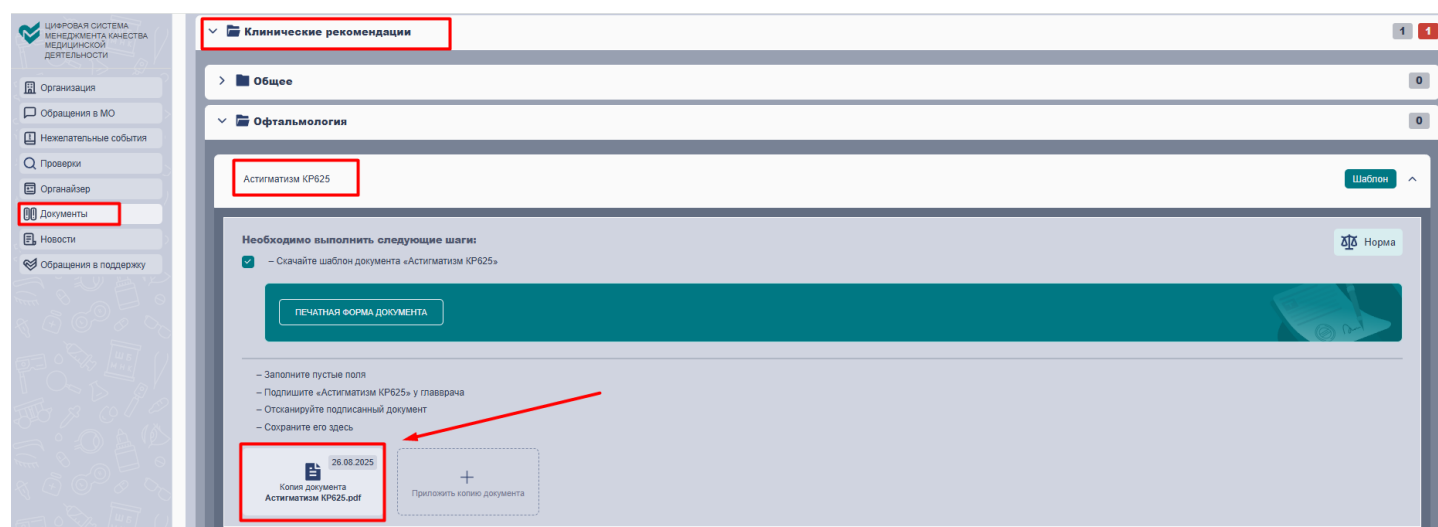 ЦИФРОВАЯ СИСТЕМА
МЕНЕДЖМЕНТА КАЧЕСТВА
МЕДИЦИНСКОЙ
ДЕЯТЕЛЬНОСТИ
Организация
Обращения в МО
Нежелательные события
Проверки
Органайзер
Документы
Новости
Обращения в поддержку
Клинические рекомендации
1 1
Общее
0
Офтальмология
0
Астигматизм КР625
Шаблон
Необходимо выполнить следующие шаги:
Норма
– Скачайте шаблон документа «Астигматизм КР625»
ПЕЧАТНАЯ ФОРМА ДОКУМЕНТА
– Заполните пустые поля
– Подпишите «Астигматизм КР625» у главврача
– Отсканируйте подписанный документ
– Сохраните его здесь
26.08.2025
Копия документа
Астигматизм КР625.pdf
Приложить копию документа